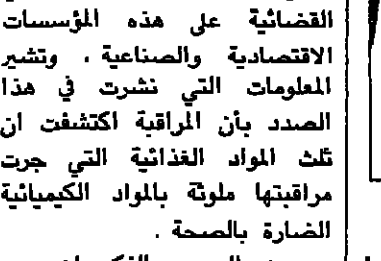 القضائية على هذه المؤسسات
الاقتصادية والصناعية . وتشير
المعلومات التي نشرت في هذا
الصدد بأن المراقبة اكتشفت ان
ثلث المواد الغذائية التي جرت
مراقبتها ملوثة بالمواد الكيميائية
الضارة بالصحة .